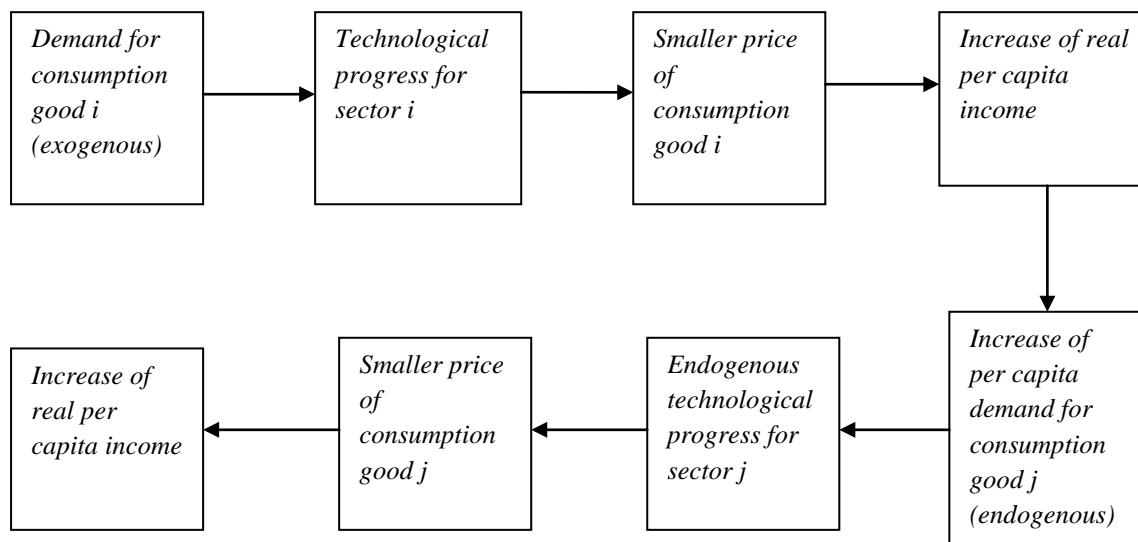 Demand for
consumption
good i
(exogenous)
Technological
progress for
sector i
Smaller price
of
consumption
good i
Increase of real
per capita
income
Increase of
per capita
demand for
consumption
good j
(endogenous)
Endogenous
technological
progress for
sector j
Smaller price
of
consumption
good j
Increase of
real per
capita income